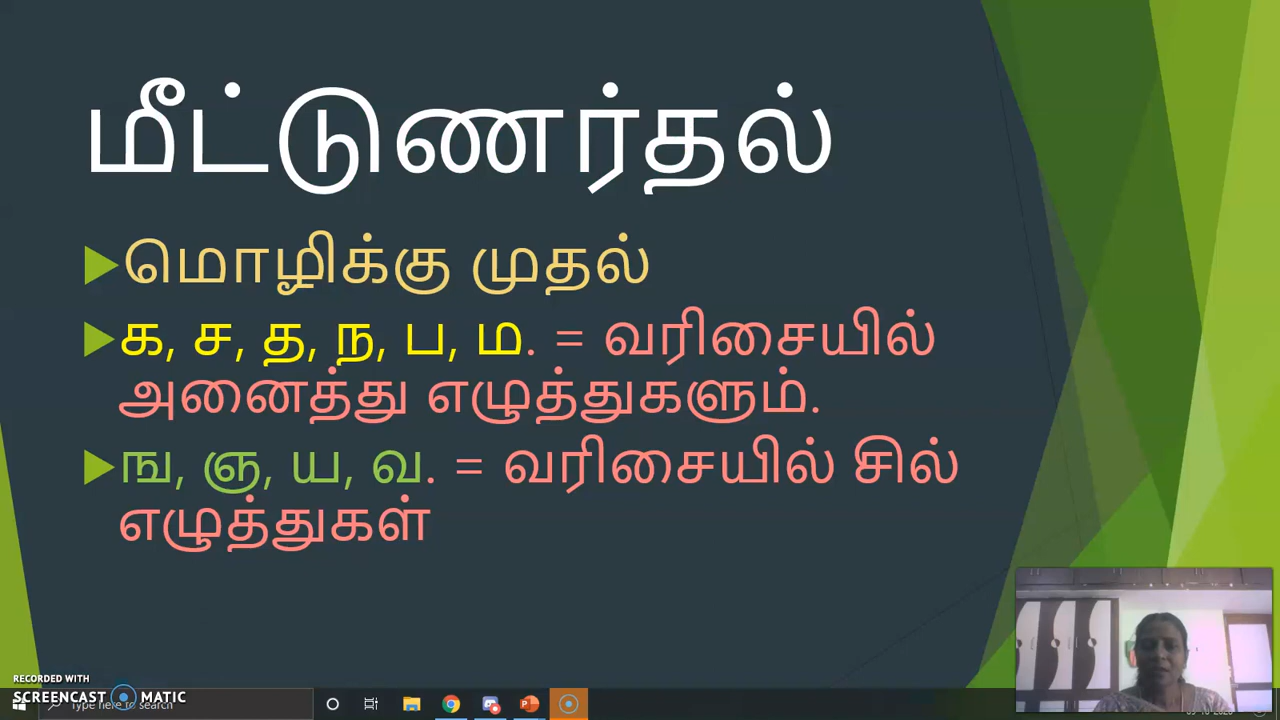 மீட்டுணர்தல்
மொழிக்கு முதல்
க, ச, த, ந, ப, ம. = வரிசையில்
அனைத்து எழுத்துகளும்.
ங, ஞ, ய, வ. = வரிசையில் சில்
எழுத்துகள்
RECORDED WITH
SCREENCAST MATIC
Type here to search